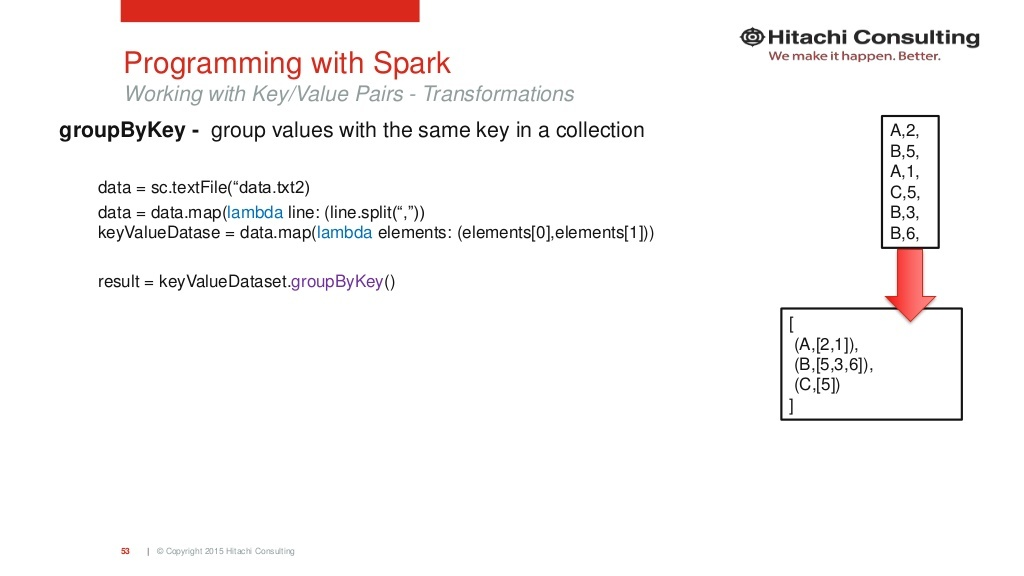 Hitachi Consulting
We make it happen. Better.
Programming with Spark
Working with Key/Value Pairs - Transformations
groupByKey - group values with the same key in a collection
data = sc.textFile(“data.txt2)
data = data.map(lambda line: (line.split(“,”))
keyValueDatase = data.map(lambda elements: (elements[0],elements[1]))
result = keyValueDataset.groupByKey()
A,2,
B,5,
A,1,
C,5,
B,3,
B,6,
[
(A,[2,1]),
(B,[5,3,6]),
(C,[5])
]
53 | © Copyright 2015 Hitachi Consulting